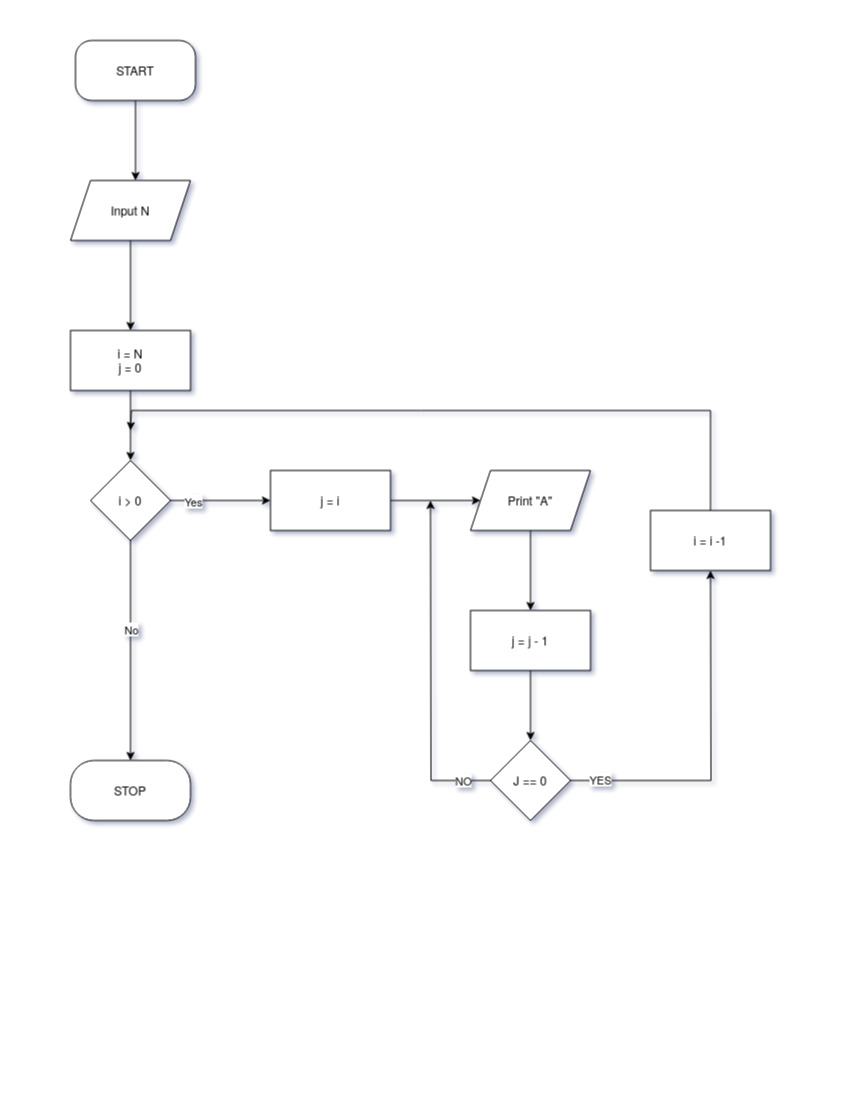 START
Input N
i = N
j = 0
i > 0
Yes
j = i
Print "A"
i = i -1
j = j - 1
No
J == 0
NO
YES
STOP